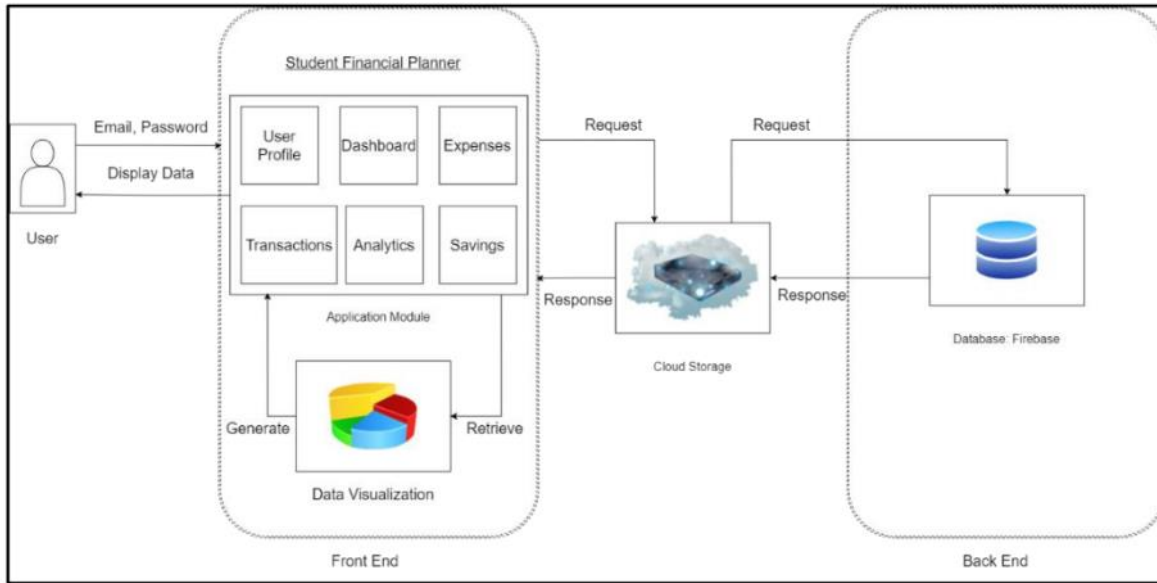 Student Financial Planner
Email, Password
Display Data
User
User
Profile
Dashboard
Expenses
Transactions
Analytics
Savings
Application Module
Generate
Retrieve
Data Visualization
Front End
Request
Response
Cloud Storage
Request
Response
Database: Firebase
Back End